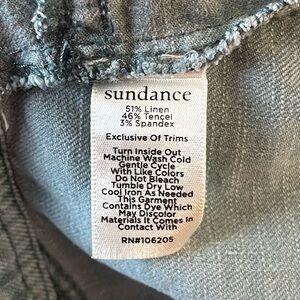 sundance
51% Linen
46% Tencel
3% Spandex
Exclusive Of Trims
Turn Inside Out
Machine Wash Cold
Gentle Cycle
With Like Colors
Do Not Bleach
Tumble Dry Low
Cool Iron As Needed
This Garment
Contains Dye Which
May Discolor
Materials It Comes In
Contact With
RN#106205